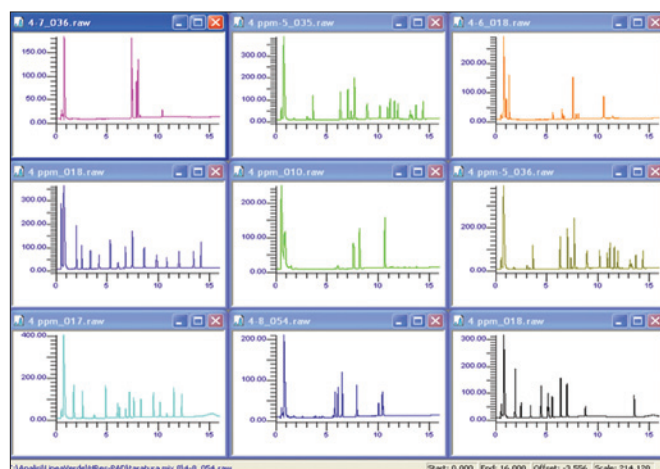 4-7_036.raw
4 ppm-5_035.raw
4-6_018.raw
150.00
100.00
50.00
0.00
0 5 10 15
300.00
200.00
100.00
0.00
0 5 10 15
200.00
100.00
0.00
0 5 10 15
4 ppm_018.raw
4 ppm_010.raw
4 ppm-5_036.raw
300.00
200.00
100.00
0.00
0 5 10 15
200.00
100.00
0.00
0 5 10 15
300.00
200.00
100.00
0.00
0 5 10 15
4 ppm_017.raw
4-8_054.raw
4 ppm_018.raw
400.00
200.00
0.00
0 5 10 15
200.00
100.00
0.00
0 5 10 15
300.00
200.00
100.00
0.00
0 5 10 15
Start: 0.000 End: 16.000 Offset: -3.556 Scale: 214.120